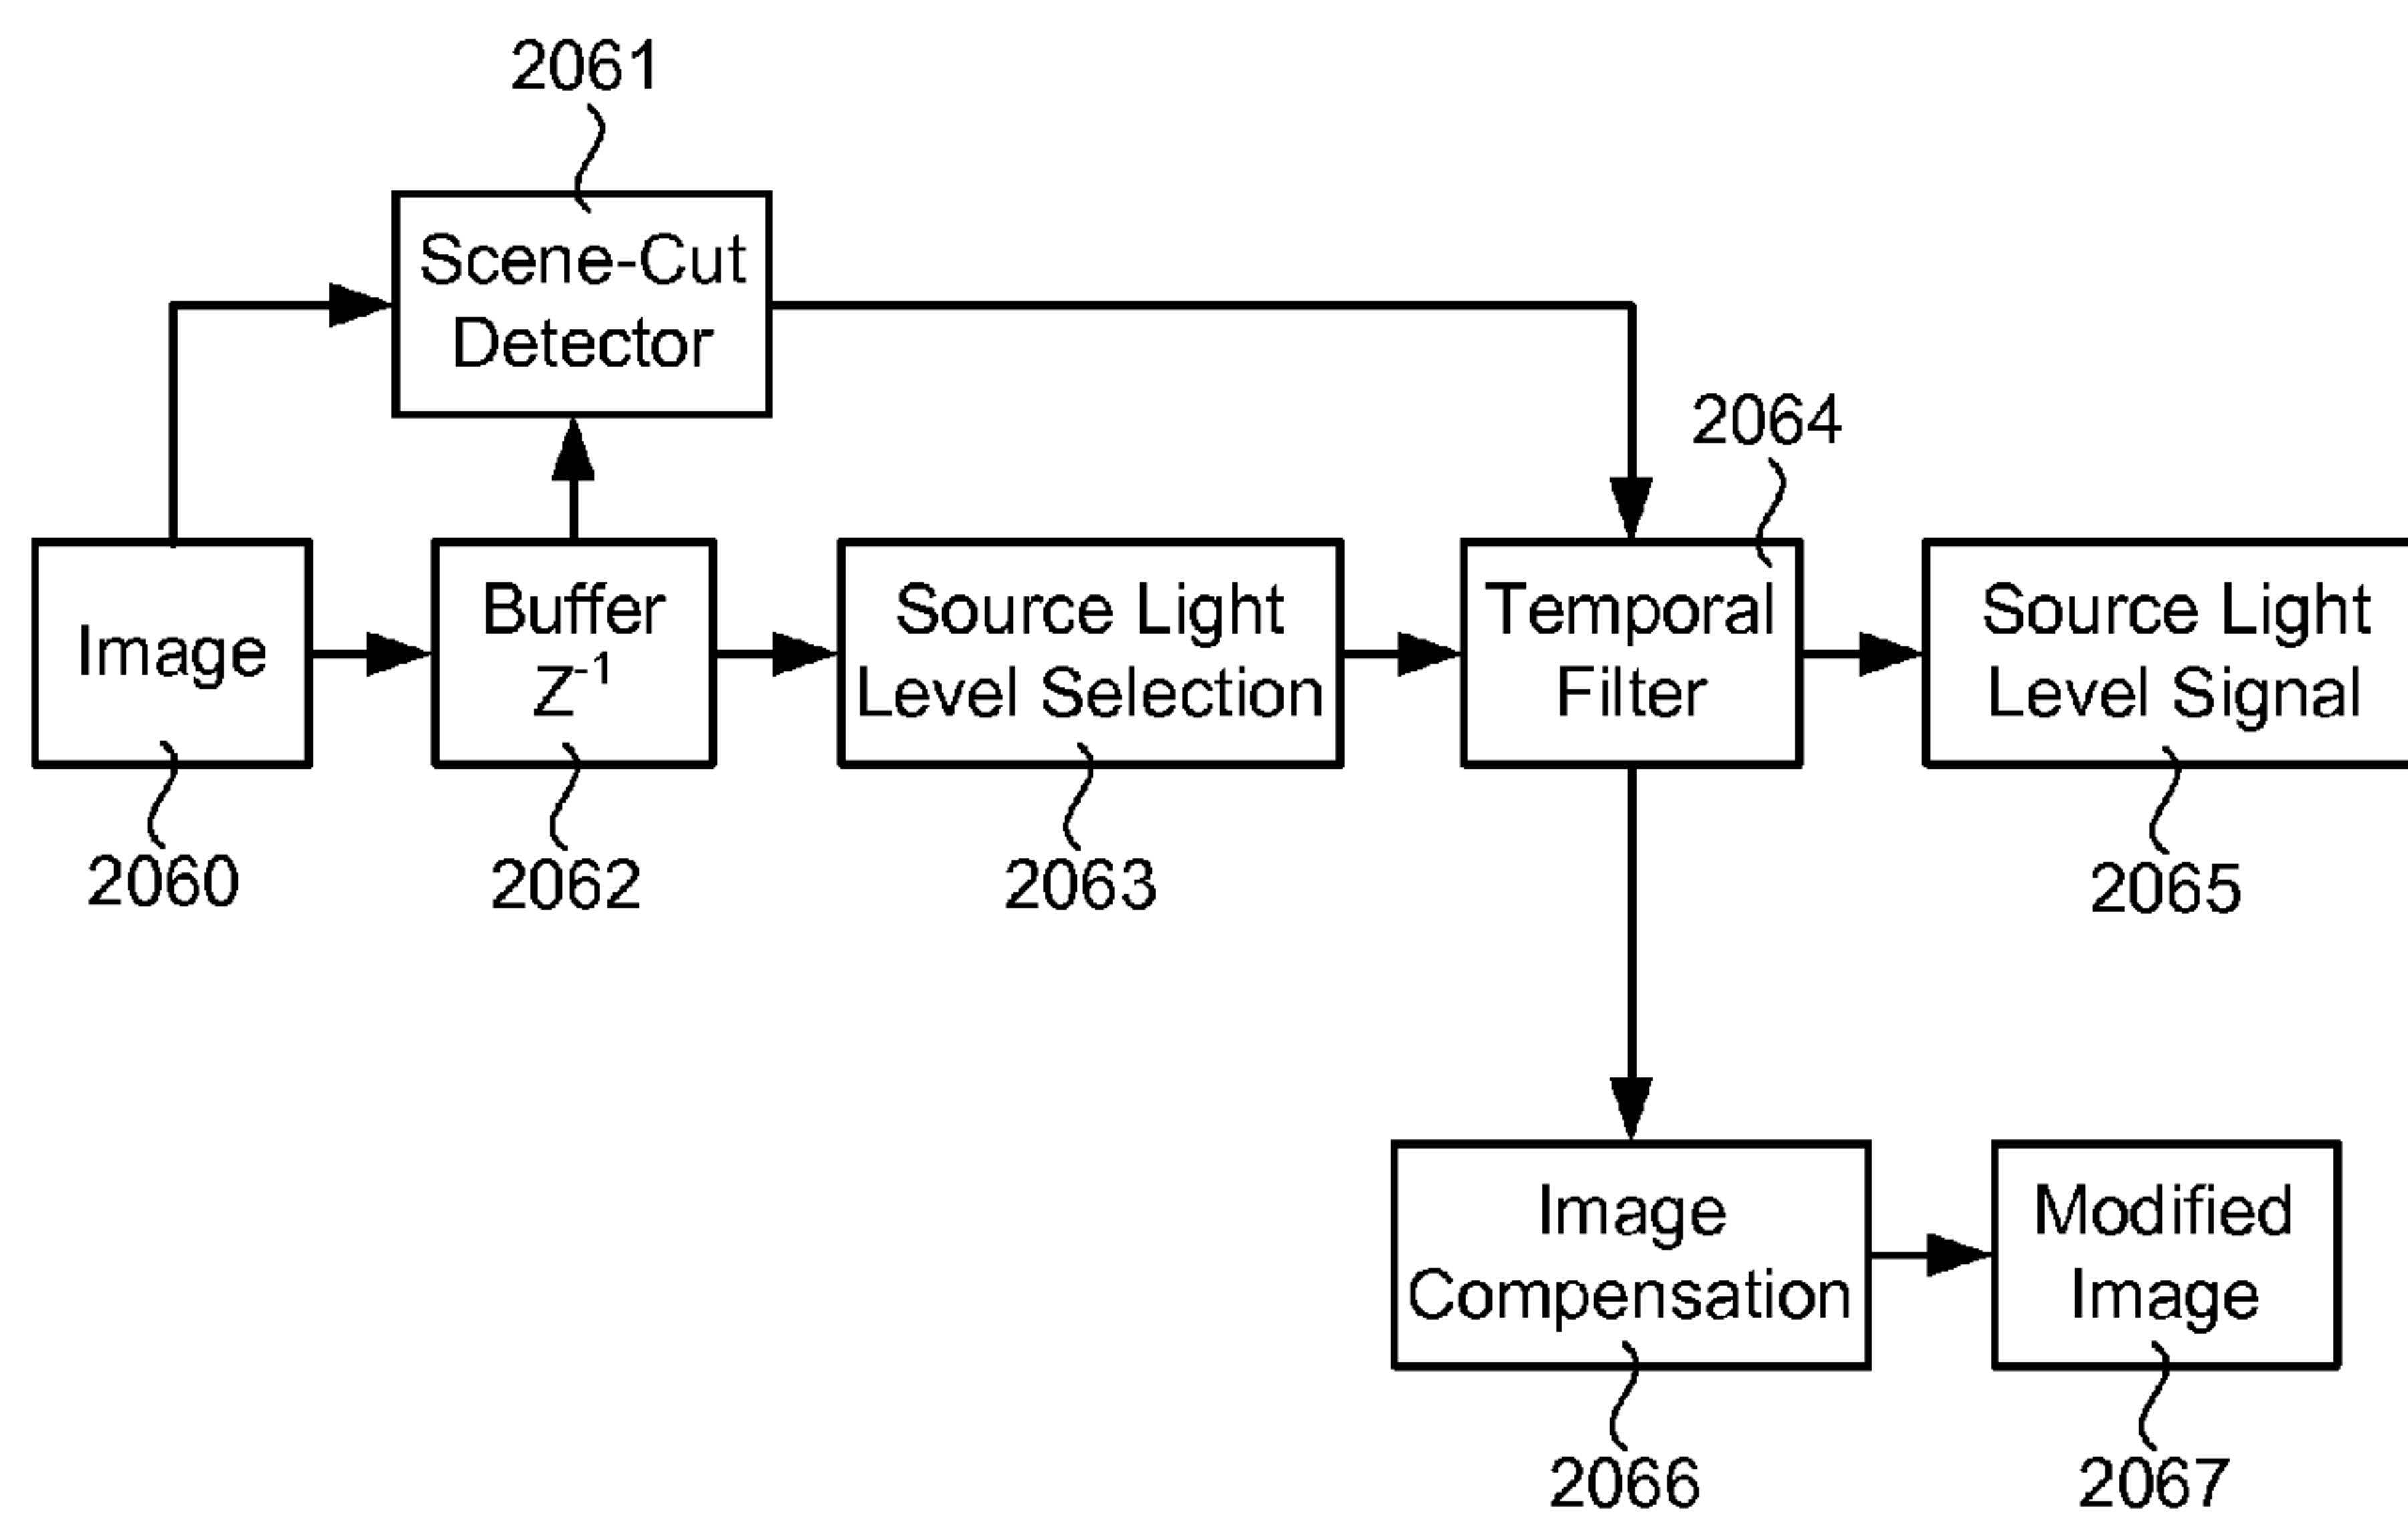 2061
Scene-Cut
Detector
2064
Image
Buffer
Z⁻¹
Source Light
Level Selection
Temporal
Filter
Source Light
Level Signal
2060
2062
2063
2065
Image
Compensation
Modified
Image
2066
2067